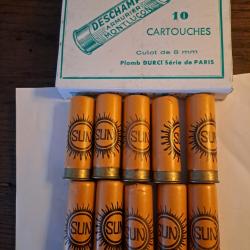 DESCHAMPS
ARMURIER
MONTLUÇON
10
CARTOUCHES
Culot de 8 mm
Plomb DURCI Série de PARIS
SUN SUN SUN SUN SUN
SUN SUN SUN SUN SUN